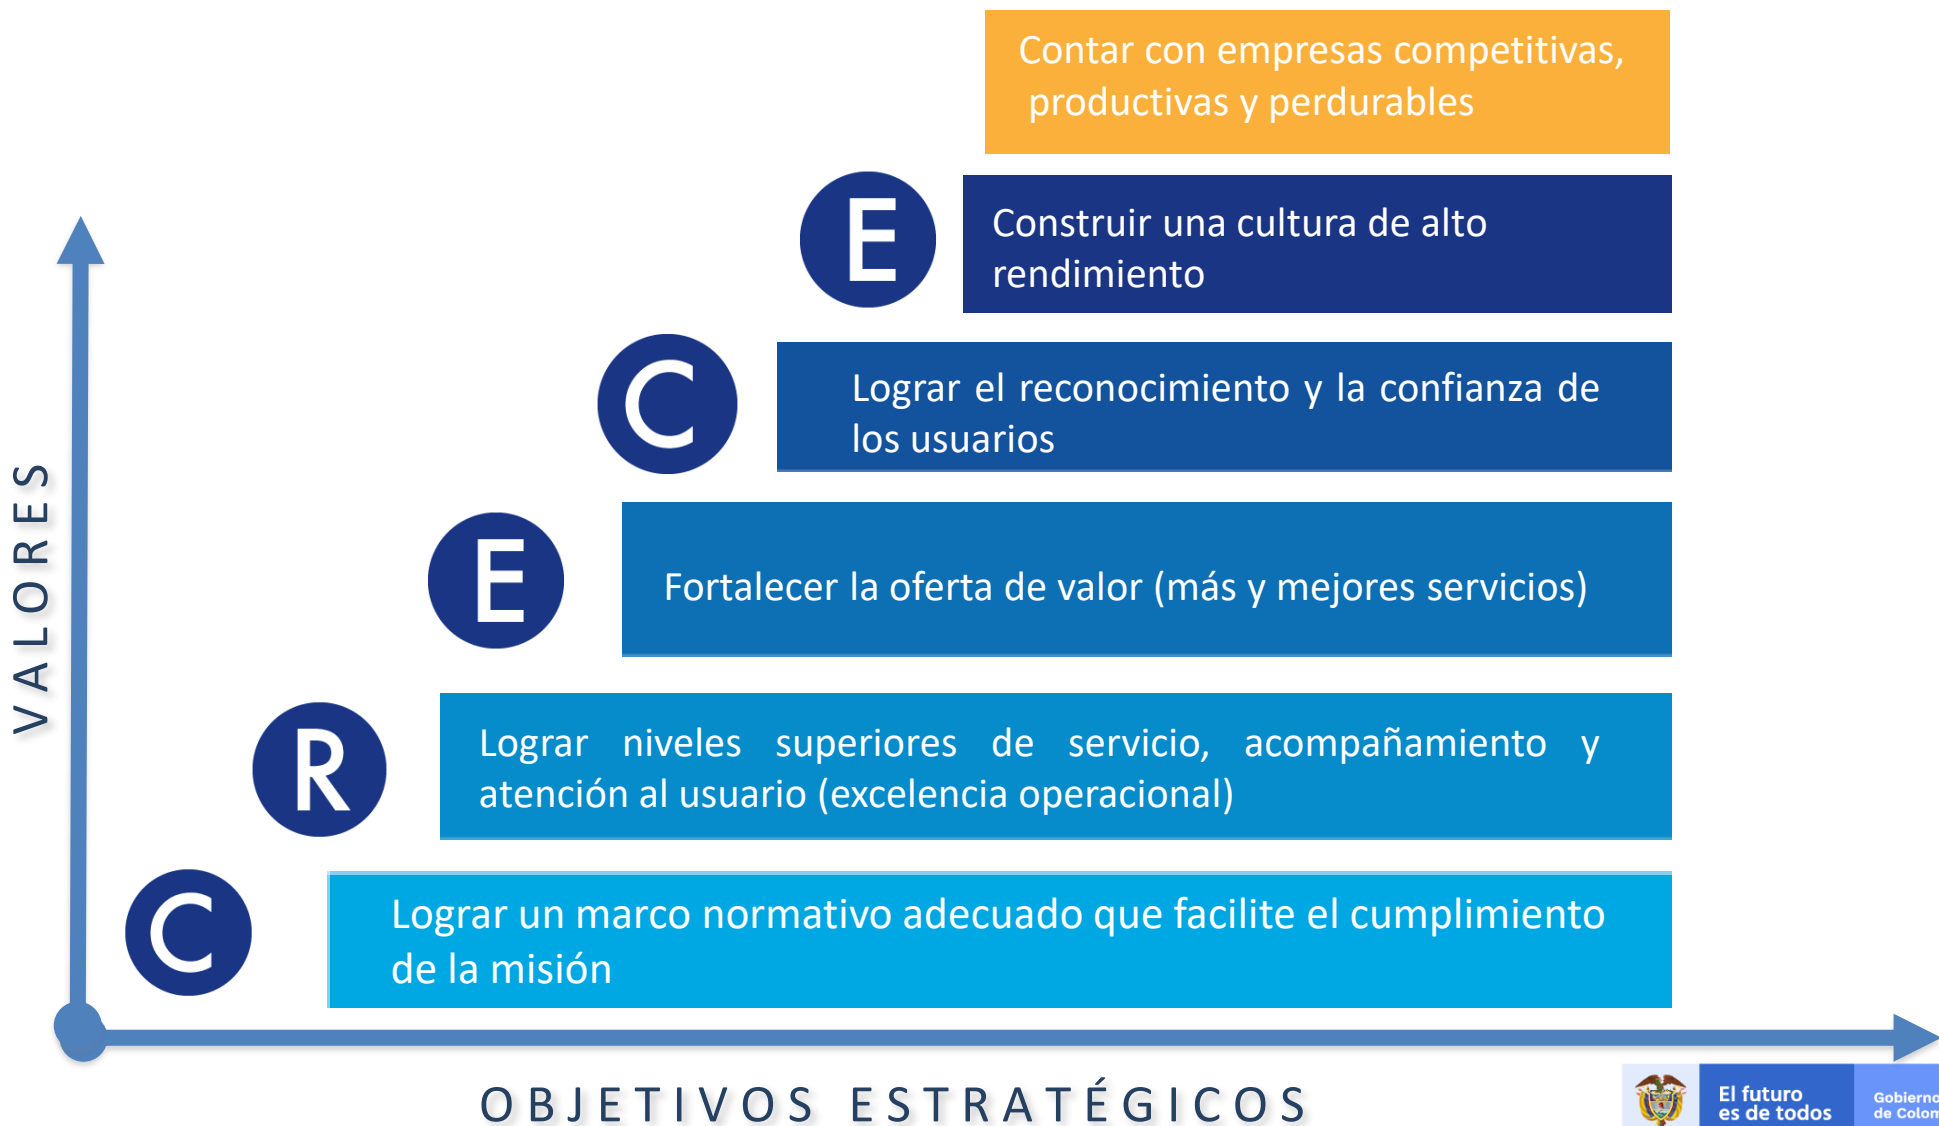 Contar con empresas competitivas,
productivas y perdurables
E
Construir una cultura de alto
rendimiento
C
Lograr el reconocimiento y la confianza de
los usuarios
E
Fortalecer la oferta de valor (más y mejores servicios)
R
Lograr niveles superiores de servicio, acompañamiento y
atención al usuario (excelencia operacional)
C
Lograr un marco normativo adecuado que facilite el cumplimiento
de la misión
VALORES
OBJETIVOS ESTRATÉGICOS
El futuro
es de todos
Gobierno
de Colom